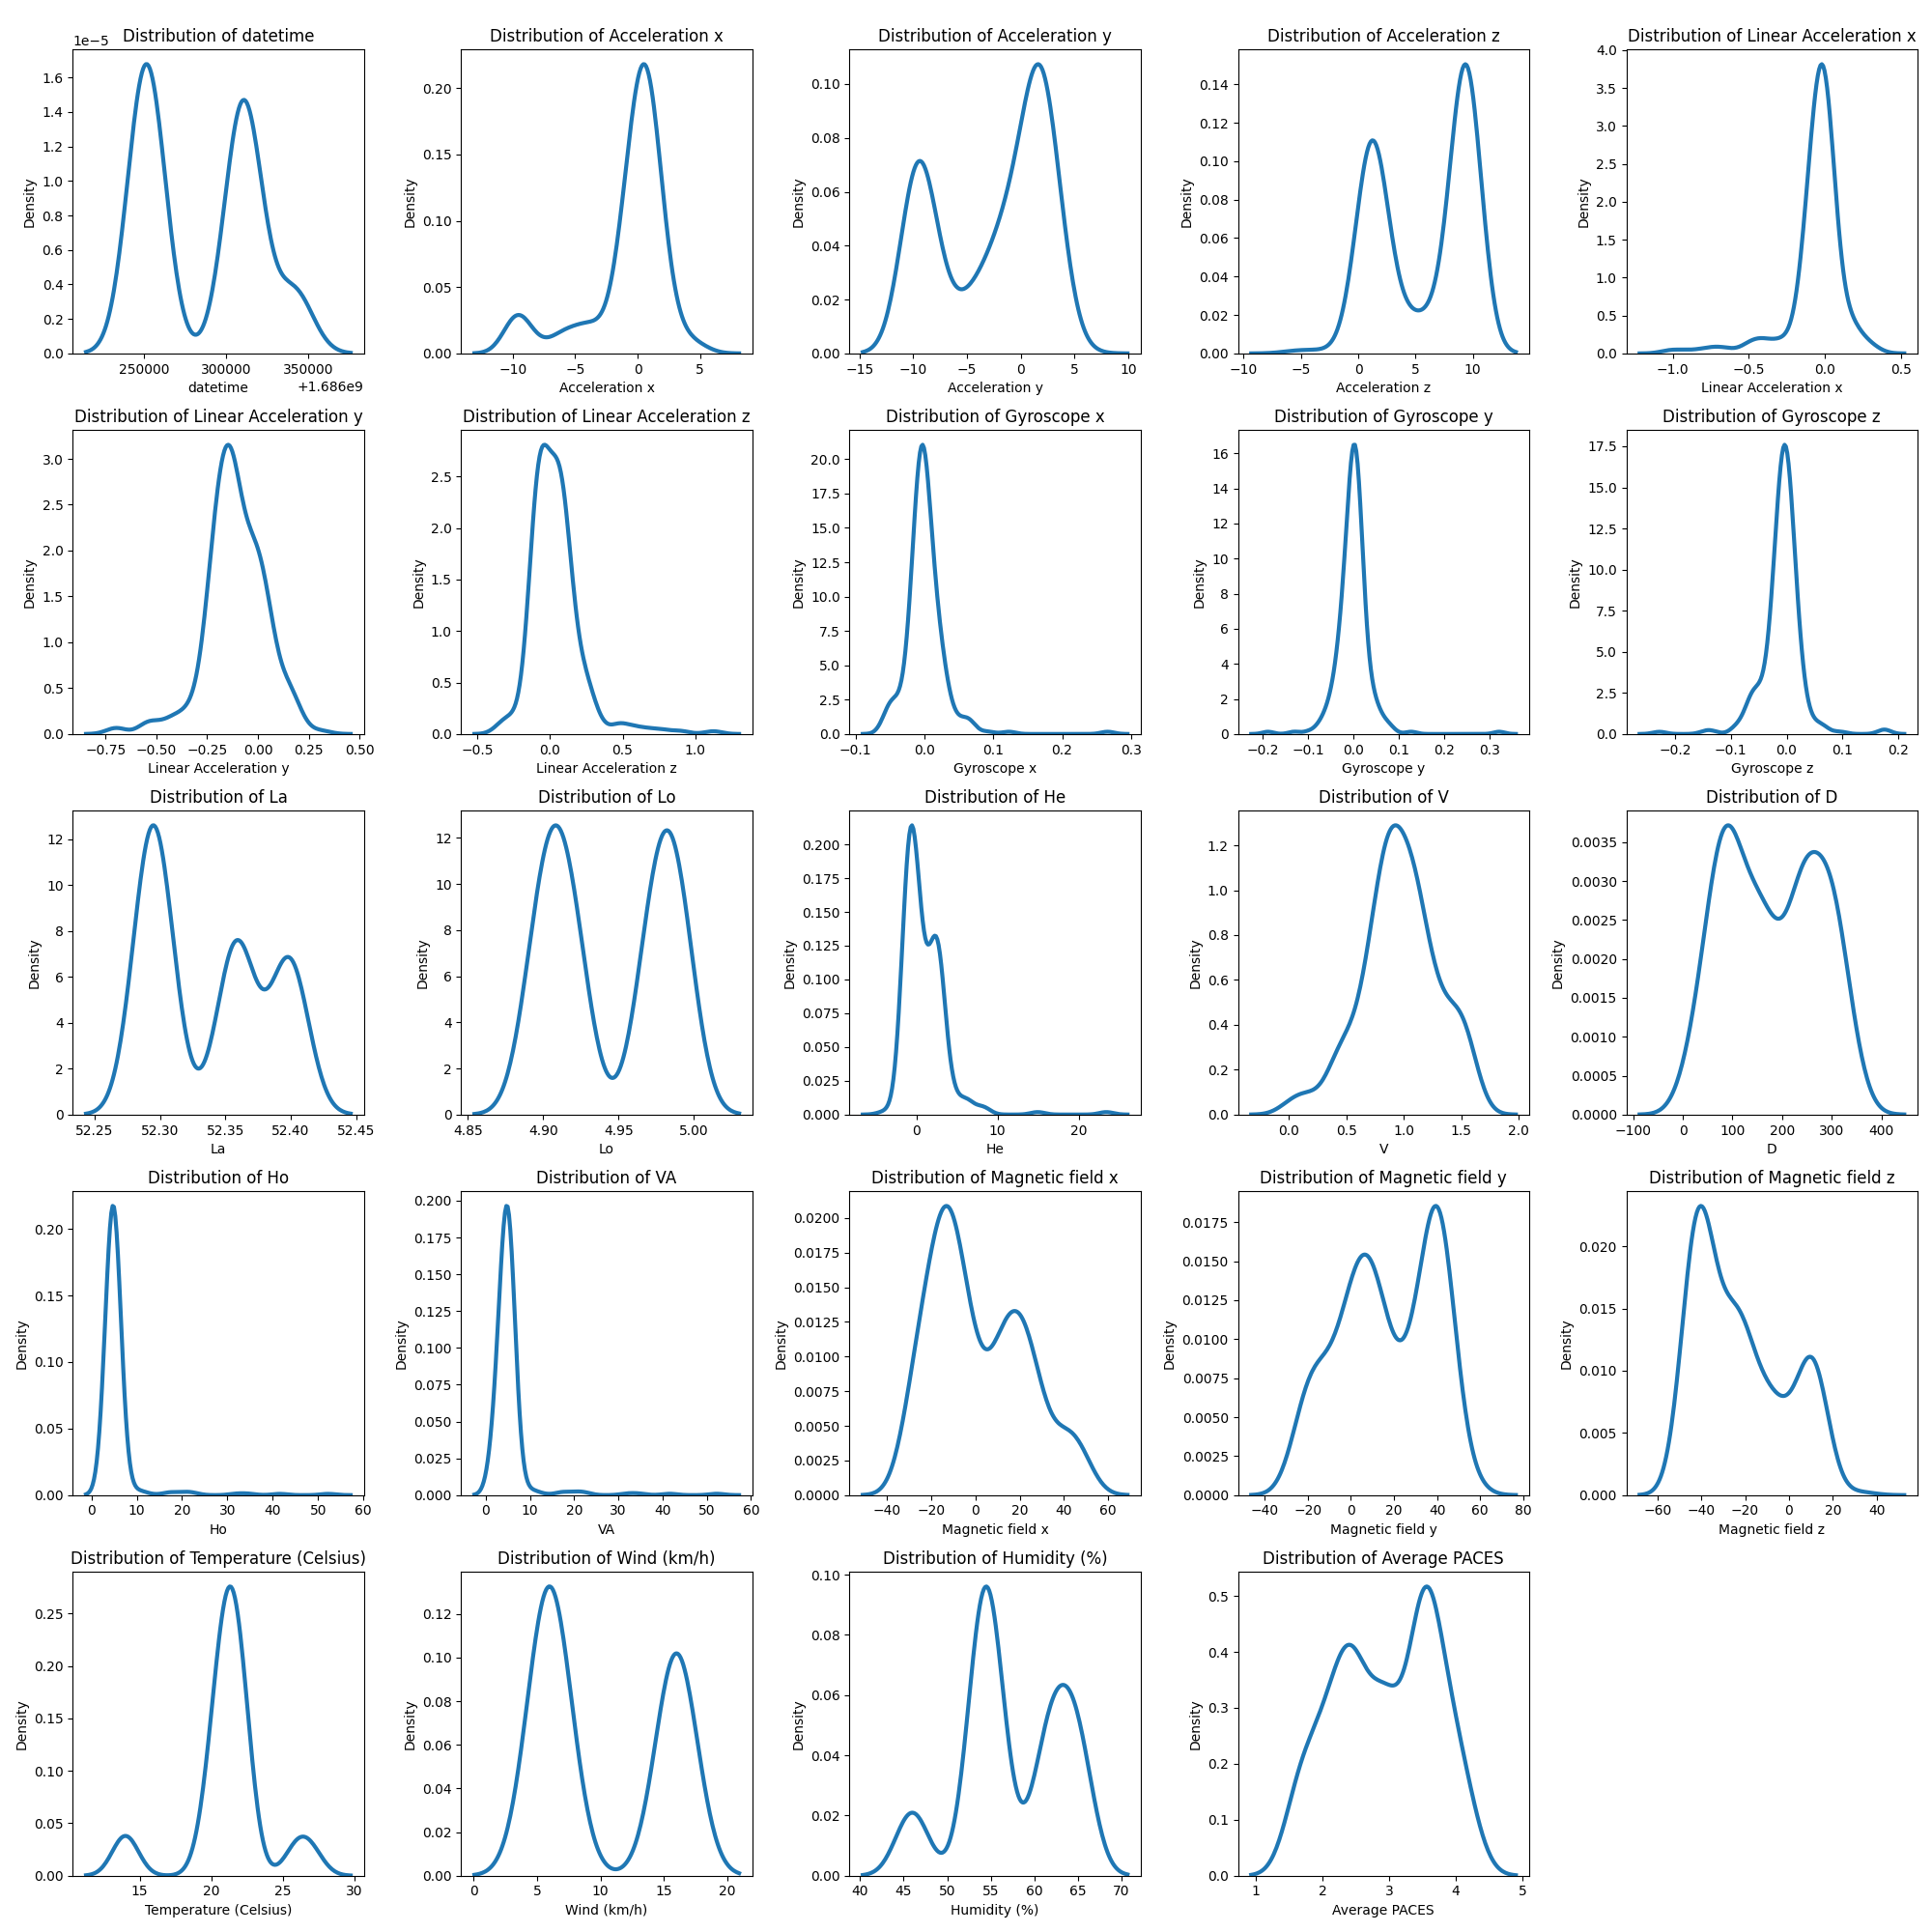 Distribution of datetime
1e−5
1.6
1.4
1.2
1.0
0.8
0.6
0.4
0.2
0.0
Density
250000 300000 350000
datetime +1.686e9
Distribution of Acceleration x
0.20
0.15
0.10
0.05
0.00
Density
−10 −5 0 5
Acceleration x
Distribution of Acceleration y
0.10
0.08
0.06
0.04
0.02
0.00
Density
−15 −10 −5 0 5 10
Acceleration y
Distribution of Acceleration z
0.14
0.12
0.10
0.08
0.06
0.04
0.02
0.00
Density
−10 −5 0 5 10
Acceleration z
Distribution of Linear Acceleration x
4.0
3.5
3.0
2.5
2.0
1.5
1.0
0.5
0.0
Density
−1.0 −0.5 0.0 0.5
Linear Acceleration x
Distribution of Linear Acceleration y
3.0
2.5
2.0
1.5
1.0
0.5
0.0
Density
−0.75 −0.50 −0.25 0.00 0.25 0.50
Linear Acceleration y
Distribution of Linear Acceleration z
2.5
2.0
1.5
1.0
0.5
0.0
Density
−0.5 0.0 0.5 1.0
Linear Acceleration z
Distribution of Gyroscope x
20.0
17.5
15.0
12.5
10.0
7.5
5.0
2.5
0.0
Density
−0.1 0.0 0.1 0.2 0.3
Gyroscope x
Distribution of Gyroscope y
16
14
12
10
8
6
4
2
0
Density
−0.2 −0.1 0.0 0.1 0.2 0.3
Gyroscope y
Distribution of Gyroscope z
17.5
15.0
12.5
10.0
7.5
5.0
2.5
0.0
Density
−0.2 −0.1 0.0 0.1 0.2
Gyroscope z
Distribution of La
12
10
8
6
4
2
0
Density
52.25 52.30 52.35 52.40 52.45
La
Distribution of Lo
12
10
8
6
4
2
0
Density
4.85 4.90 4.95 5.00
Lo
Distribution of He
0.200
0.175
0.150
0.125
0.100
0.075
0.050
0.025
0.000
Density
0 10 20
He
Distribution of V
1.2
1.0
0.8
0.6
0.4
0.2
0.0
Density
0.0 0.5 1.0 1.5 2.0
V
Distribution of D
0.0035
0.0030
0.0025
0.0020
0.0015
0.0010
0.0005
0.0000
Density
−100 0 100 200 300 400
D
Distribution of Ho
0.20
0.15
0.10
0.05
0.00
Density
0 10 20 30 40 50 60
Ho
Distribution of VA
0.200
0.175
0.150
0.125
0.100
0.075
0.050
0.025
0.000
Density
0 10 20 30 40 50 60
VA
Distribution of Magnetic field x
0.0200
0.0175
0.0150
0.0125
0.0100
0.0075
0.0050
0.0025
0.0000
Density
−40 −20 0 20 40 60
Magnetic field x
Distribution of Magnetic field y
0.0175
0.0150
0.0125
0.0100
0.0075
0.0050
0.0025
0.0000
Density
−40 −20 0 20 40 60 80
Magnetic field y
Distribution of Magnetic field z
0.020
0.015
0.010
0.005
0.000
Density
−60 −40 −20 0 20 40
Magnetic field z
Distribution of Temperature (Celsius)
0.25
0.20
0.15
0.10
0.05
0.00
Density
15 20 25 30
Temperature (Celsius)
Distribution of Wind (km/h)
0.12
0.10
0.08
0.06
0.04
0.02
0.00
Density
0 5 10 15 20
Wind (km/h)
Distribution of Humidity (%)
0.10
0.08
0.06
0.04
0.02
0.00
Density
40 45 50 55 60 65 70
Humidity (%)
Distribution of Average PACES
0.5
0.4
0.3
0.2
0.1
0.0
Density
1 2 3 4 5
Average PACES